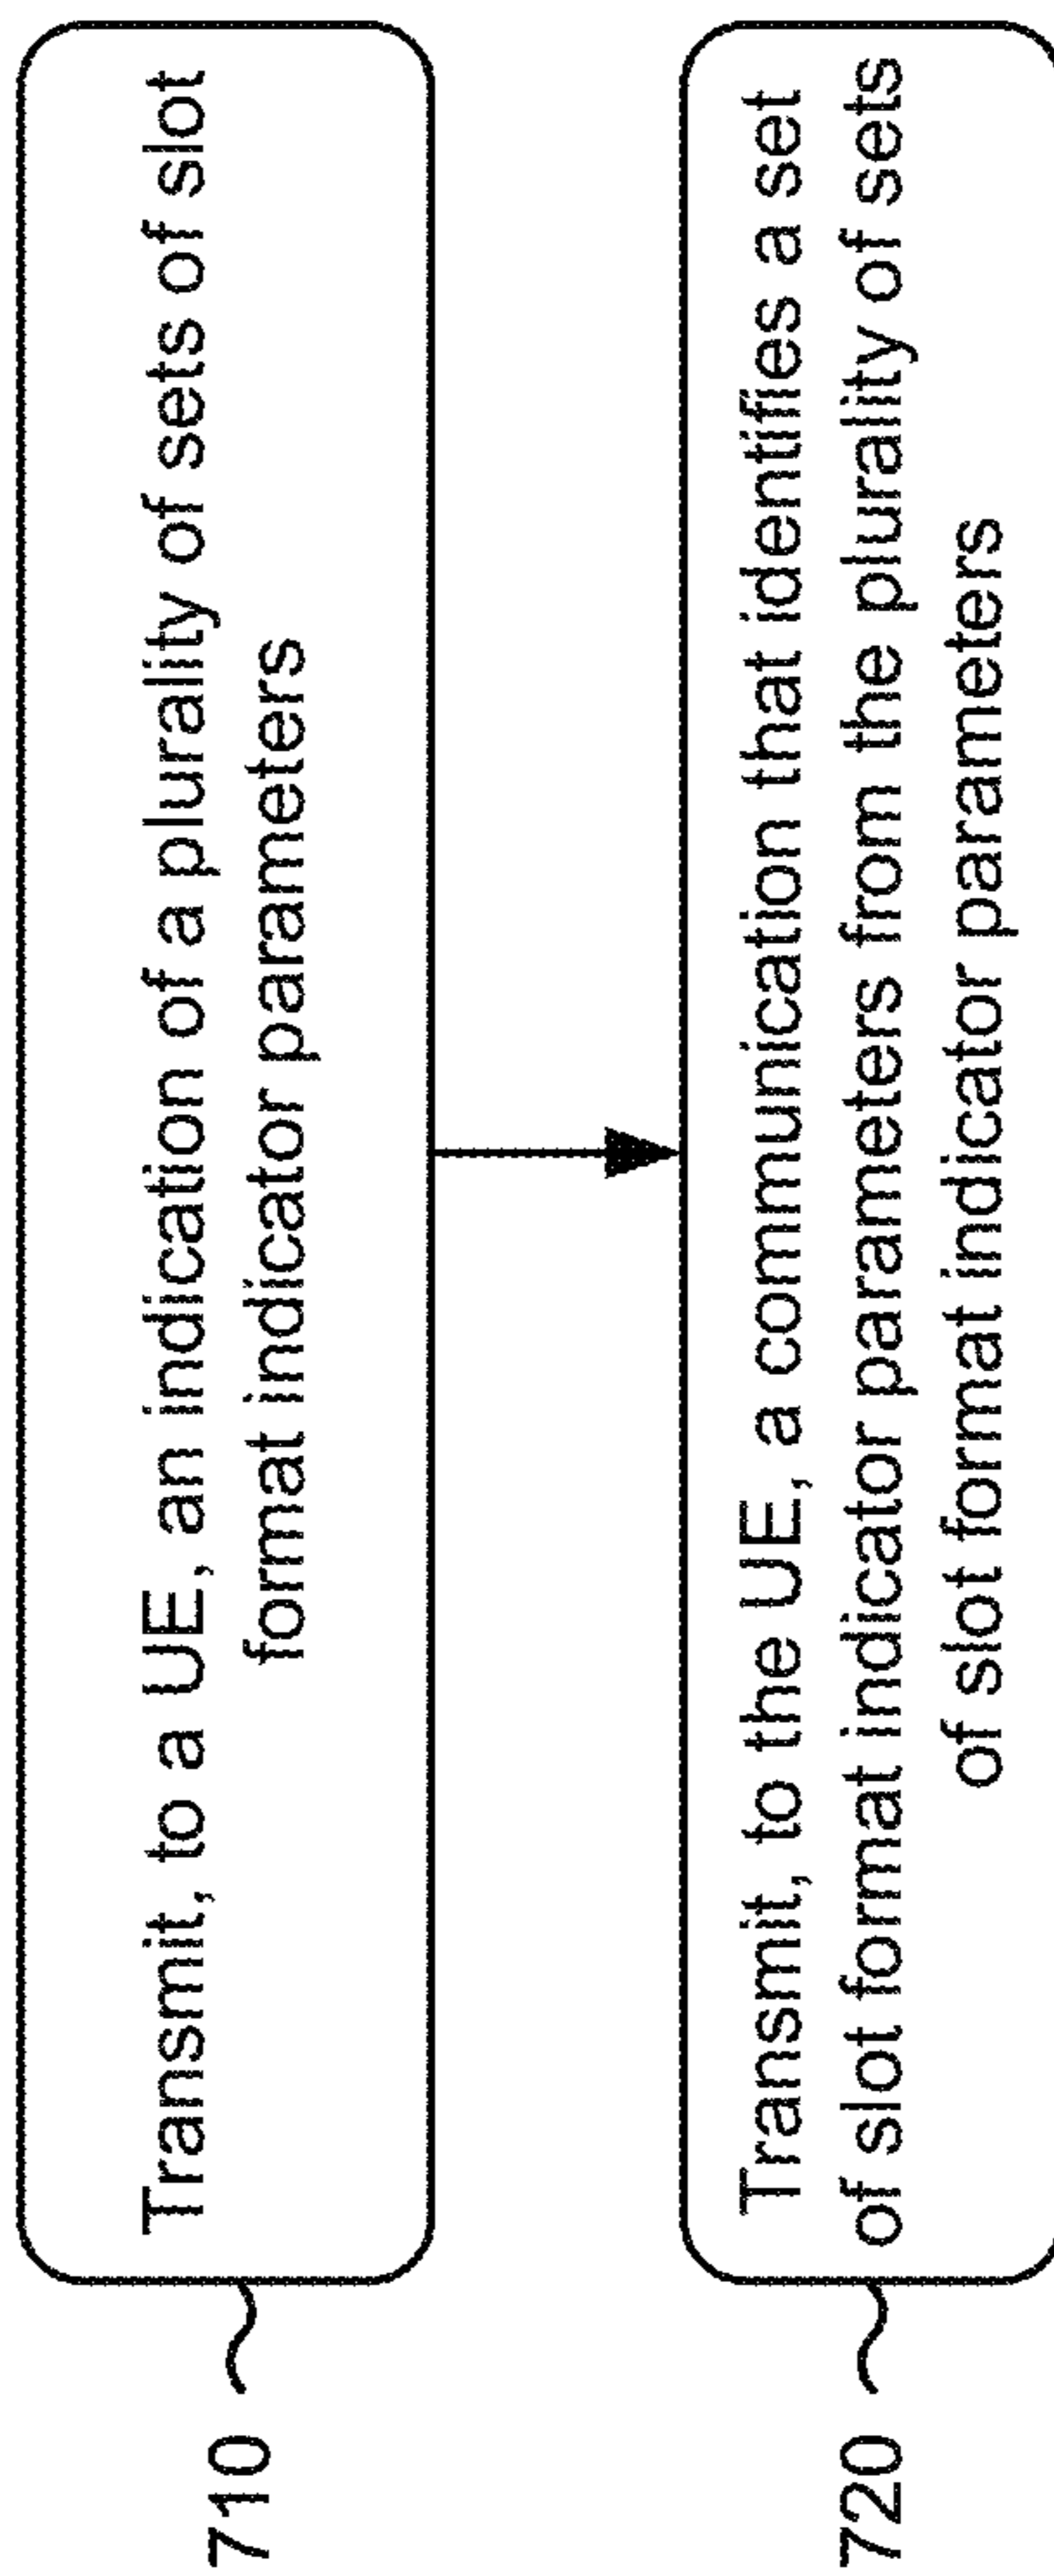 710
Transmit, to a UE, an indication of a plurality of sets of slot
format indicator parameters
720
Transmit, to the UE, a communication that identifies a set
of slot format indicator parameters from the plurality of sets
of slot format indicator parameters